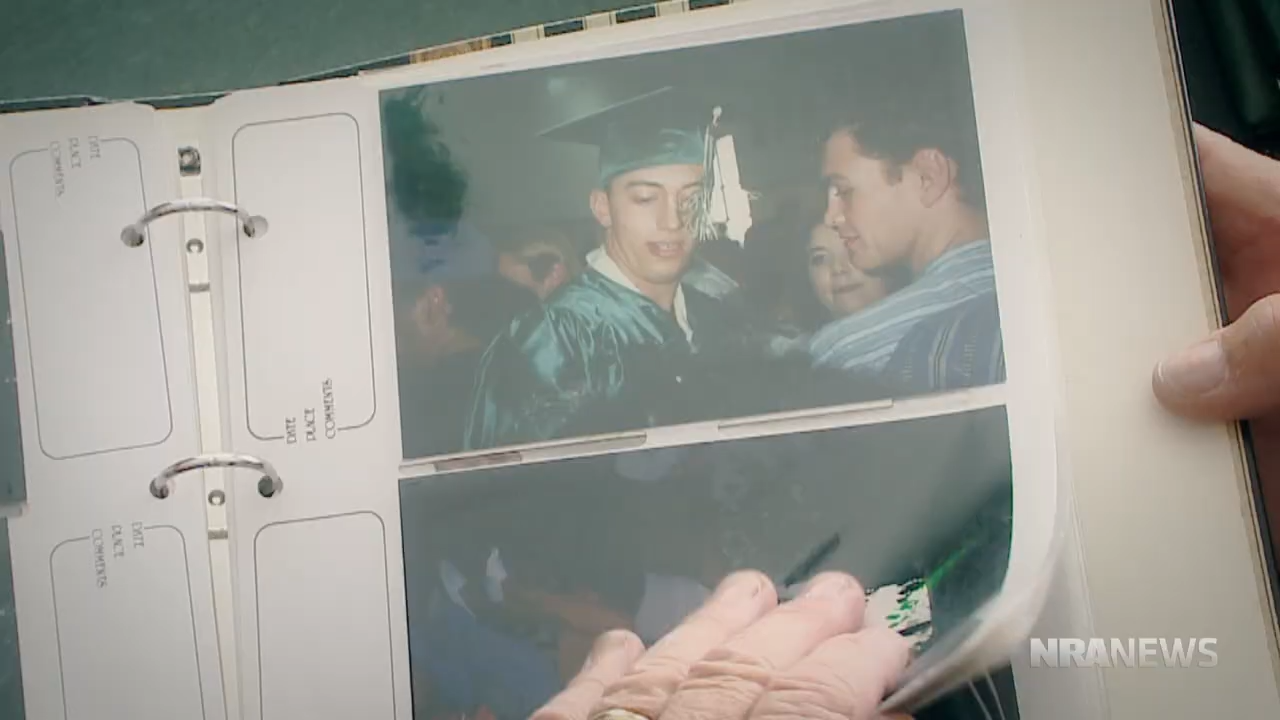 DATE
PLACE
COMMENTS
DATE
PLACE
COMMENTS
DATE
PLACE
COMMENTS
NRANEWS